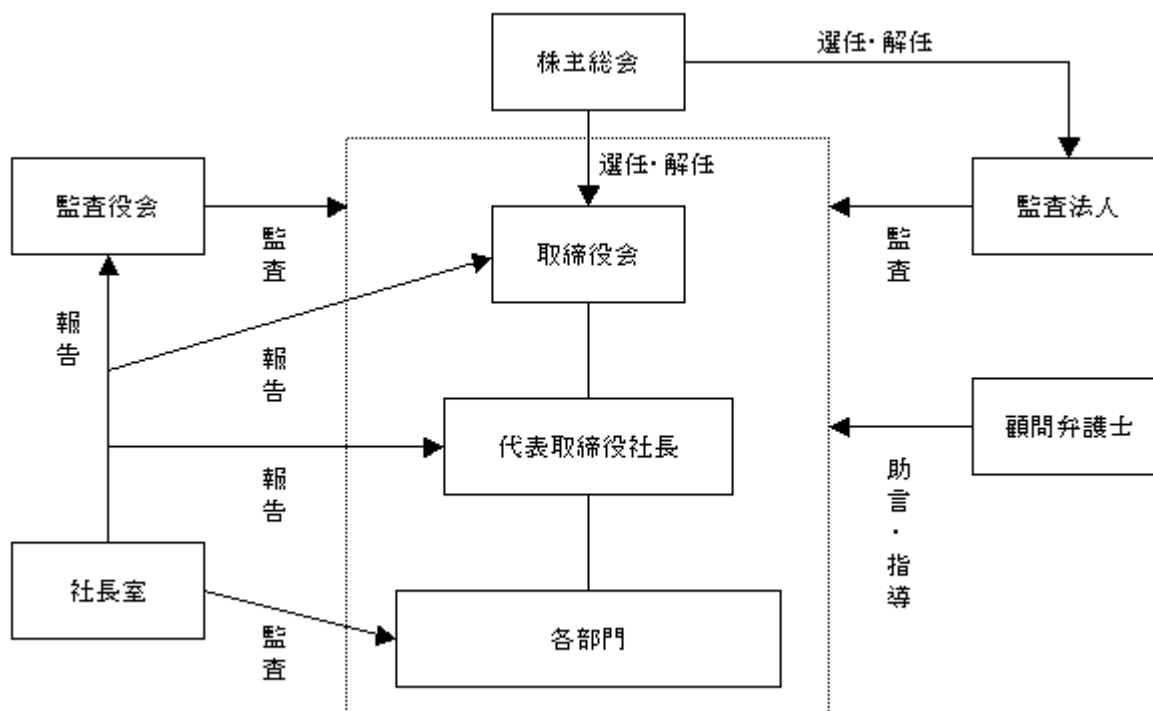 株主総会
選任・解任
選任・解任
監査役会
監査
取締役会
監査
監査法人
報告
報告
代表取締役社長
顧問弁護士
報告
助言・指導
社長室
監査
各部門